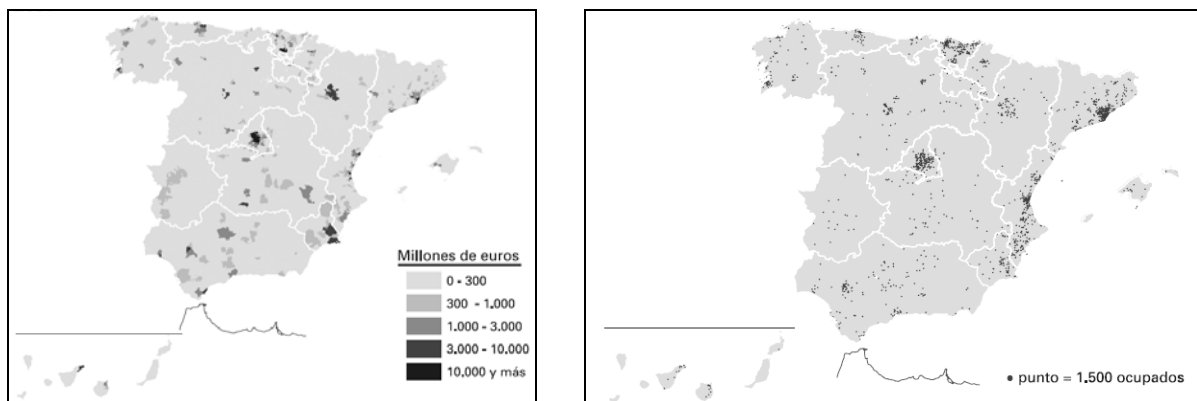 Millones de euros
0 - 300
300 - 1.000
1.000 - 3.000
3.000 - 10.000
10.000 y más
• punto = 1.500 ocupados